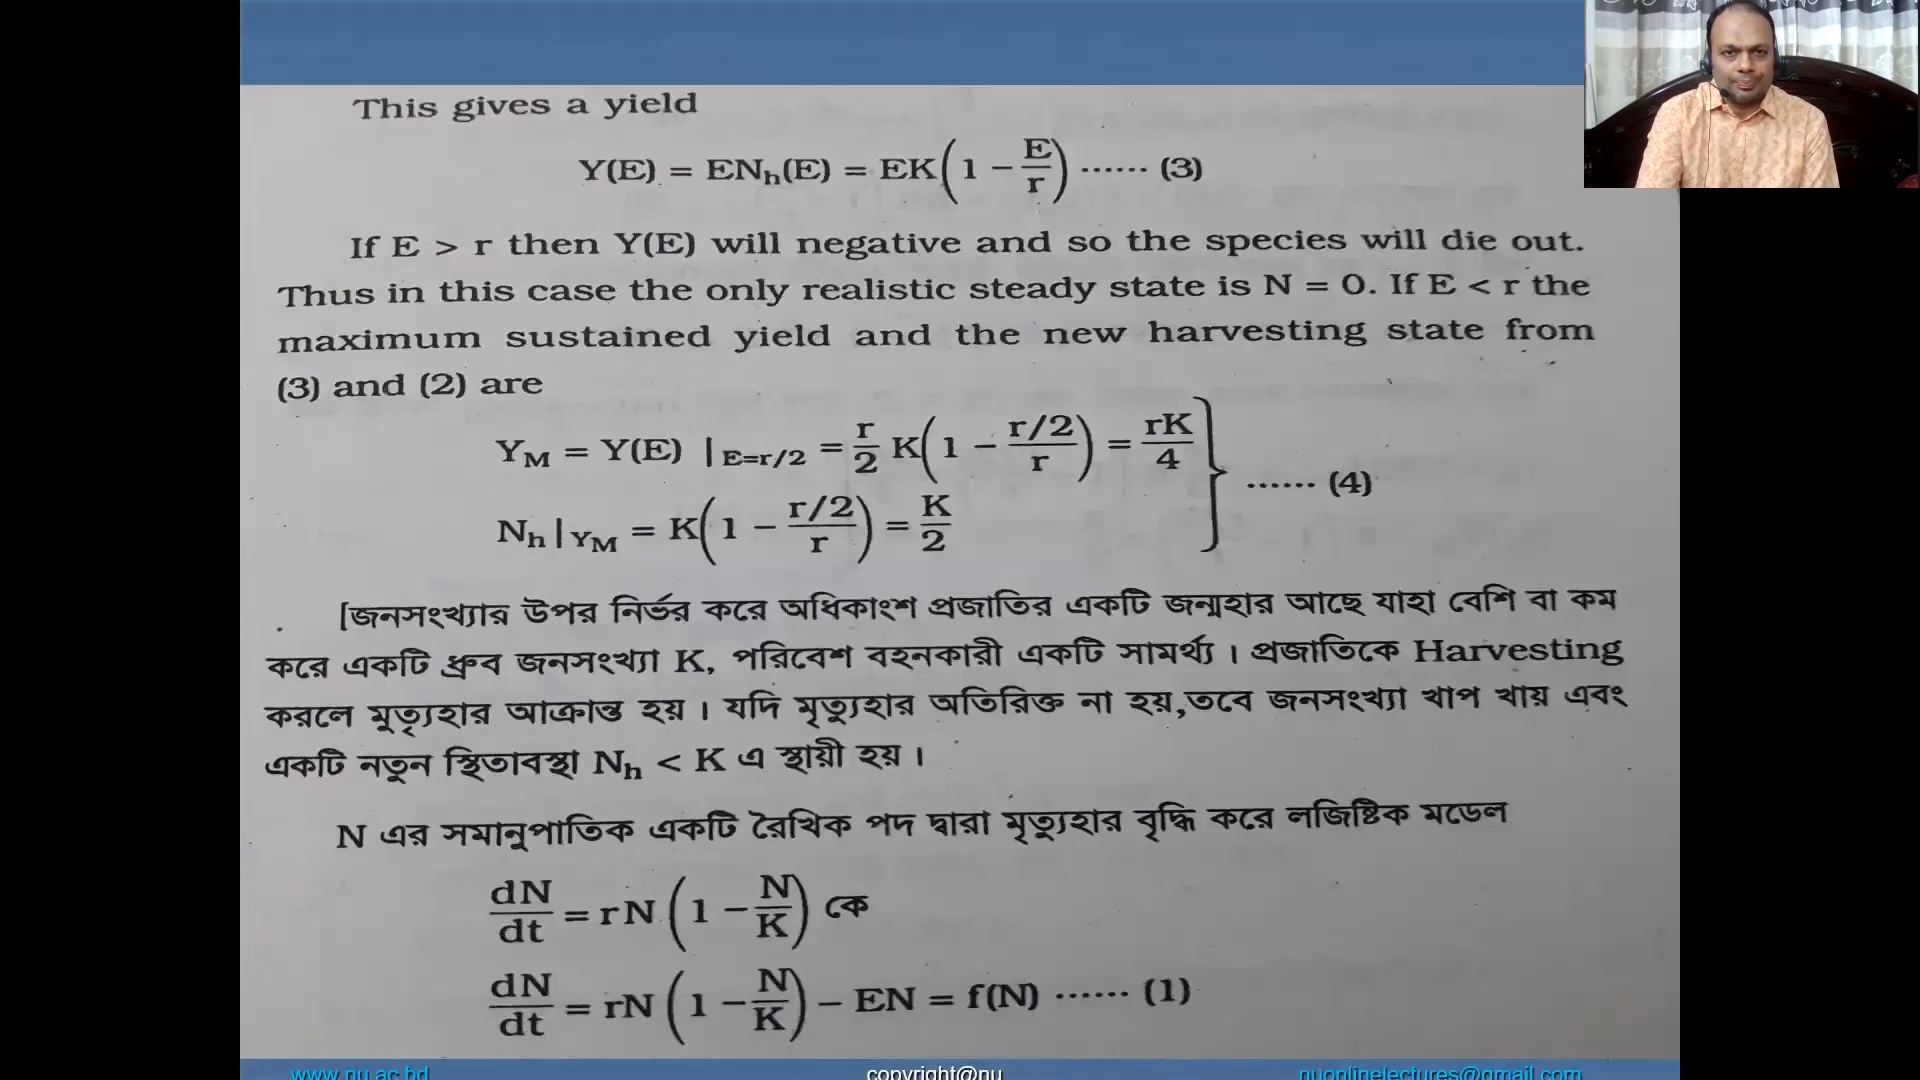 This gives a yield
Y(E) = ENₕ(E) = EK(1 − E/r) ...... (3)
If E > r then Y(E) will negative and so the species will die out.
Thus in this case the only realistic steady state is N = 0. If E < r the
maximum sustained yield and the new harvesting state from
(3) and (2) are
Y_M = Y(E) |_{E=r/2} = r/2 K(1 − (r/2)/r) = rK/4
...... (4)
Nₕ|_{Y_M} = K(1 − (r/2)/r) = K/2
[জনসংখ্যার উপর নির্ভর করে অধিকাংশ প্রজাতির একটি জন্মহার আছে যাহা বেশি বা কম
করে একটি ধ্রুব জনসংখ্যা K, পরিবেশ বহনকারী একটি সামর্থ্য। প্রজাতিকে Harvesting
করলে মৃত্যুহার আক্রান্ত হয়। যদি মৃত্যুহার অতিরিক্ত না হয়,তবে জনসংখ্যা খাপ খায় এবং
একটি নতুন স্থিতাবস্থা Nₕ < K এ স্থায়ী হয়।
N এর সমানুপাতিক একটি রৈখিক পদ দ্বারা মৃত্যুহার বৃদ্ধি করে লজিষ্টিক মডেল
dN/dt = rN (1 − N/K) কে
dN/dt = rN (1 − N/K) − EN = f(N) ...... (1)
www.nu.ac.bd copyright@nu nuonlinelectures@gmail.com